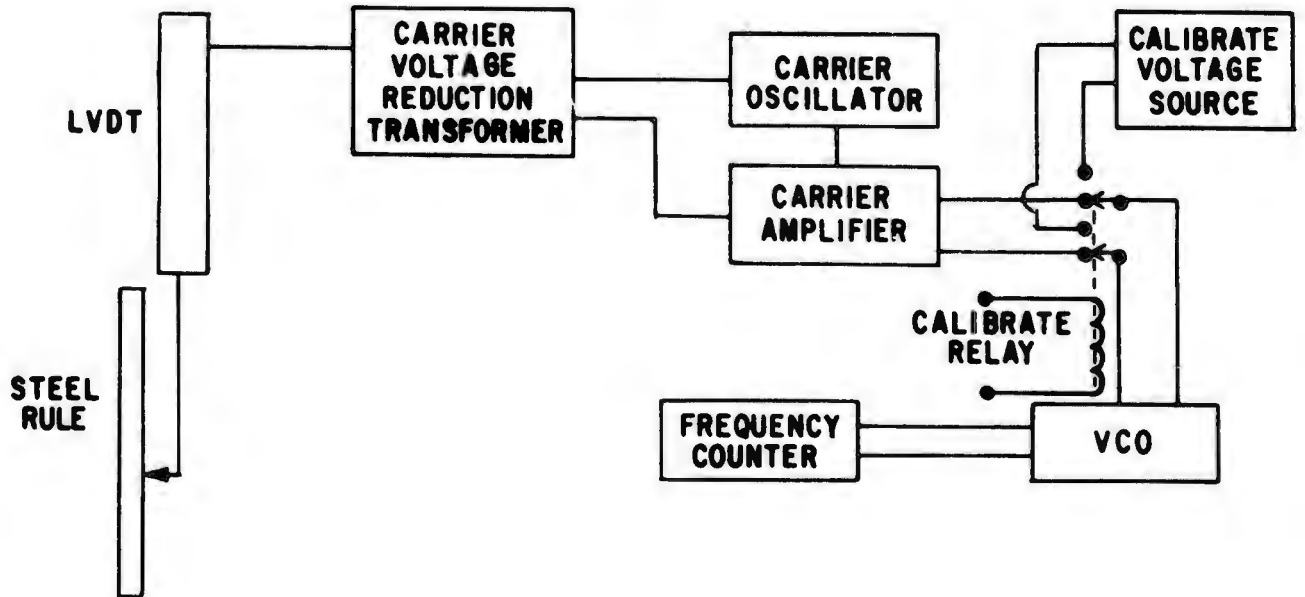 LVDT
STEEL
RULE
CARRIER
VOLTAGE
REDUCTION
TRANSFORMER
CARRIER
OSCILLATOR
CARRIER
AMPLIFIER
CALIBRATE
VOLTAGE
SOURCE
CALIBRATE
RELAY
FREQUENCY
COUNTER
VCO